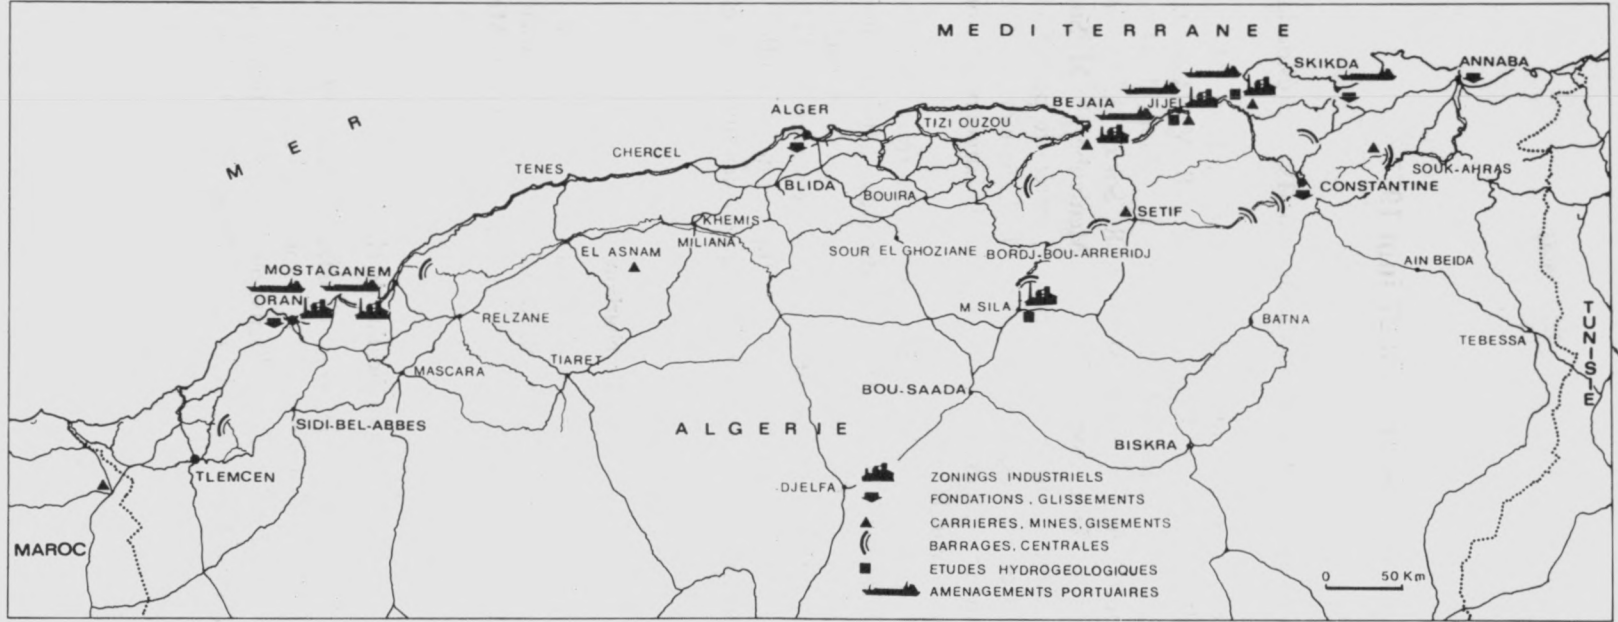 MER MEDITERRANEE
SKIKDA
ANNABA
BEJAIA
JIJEL
ALGER
TIZI OUZOU
CHERCEL
TENES
BLIDA
BOUIRA
SOUK-AHRAS
CONSTANTINE
KHEMIS
MILIANA
SETIF
EL ASNAM
SOUR EL GHOZIANE
BORDJ-BOU-ARRERIDJ
AIN BEIDA
MOSTAGANEM
ORAN
RELZANE
M SILA
BATNA
TEBESSA
TUNISIE
MASCARA
TIARET
BOU-SAADA
SIDI-BEL-ABBES
ALGERIE
BISKRA
TLEMCEN
DJELFA
MAROC
ZONINGS INDUSTRIELS
FONDATIONS. GLISSEMENTS
CARRIERES, MINES, GISEMENTS
BARRAGES. CENTRALES
ETUDES HYDROGEOLOGIQUES
AMENAGEMENTS PORTUAIRES
0 50 Km